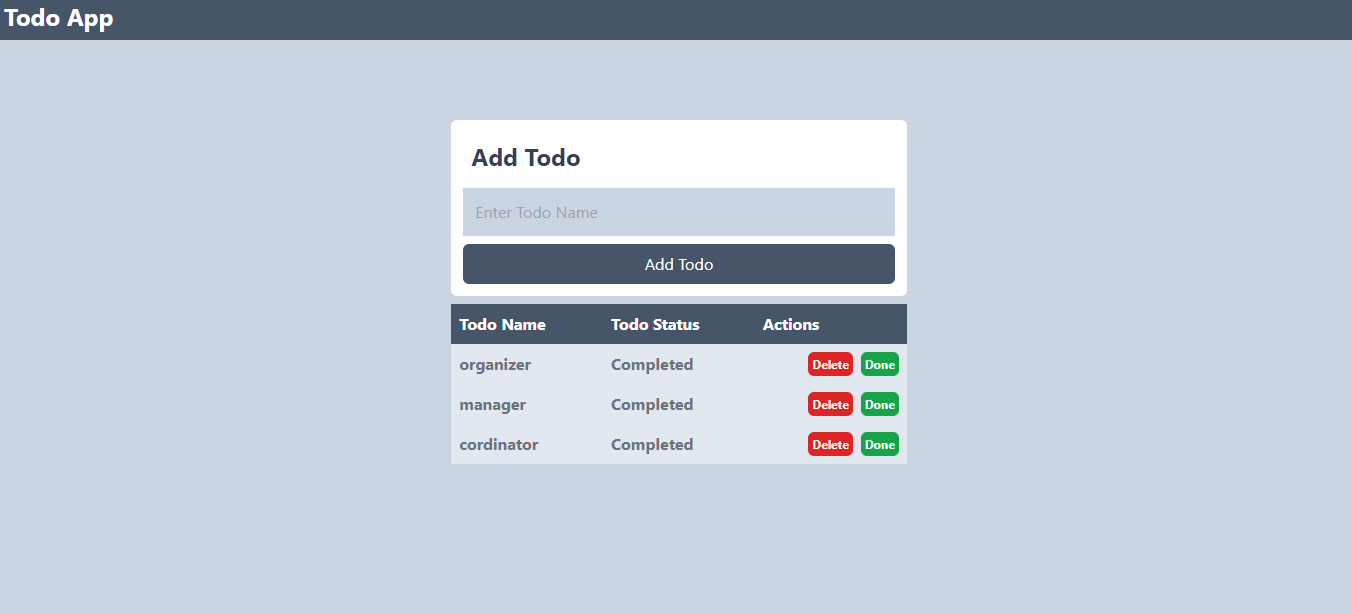 Todo App
Add Todo
Enter Todo Name
Add Todo
Todo Name Todo Status Actions
organizer Completed Delete Done
manager Completed Delete Done
cordinator Completed Delete Done